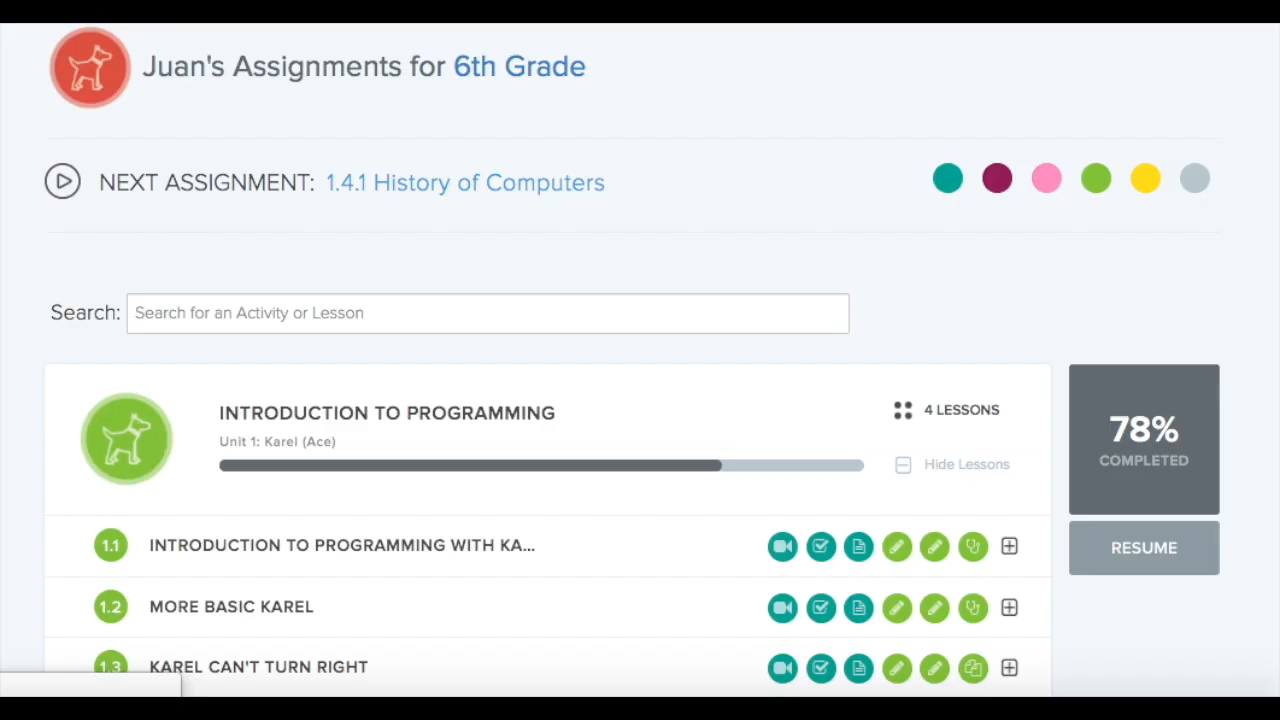 Juan's Assignments for 6th Grade
NEXT ASSIGNMENT: 1.4.1 History of Computers
Search: Search for an Activity or Lesson
INTRODUCTION TO PROGRAMMING
4 LESSONS
Unit 1: Karel (Ace)
Hide Lessons
78%
COMPLETED
RESUME
1.1 INTRODUCTION TO PROGRAMMING WITH KA...
1.2 MORE BASIC KAREL
1.3 KAREL CAN'T TURN RIGHT